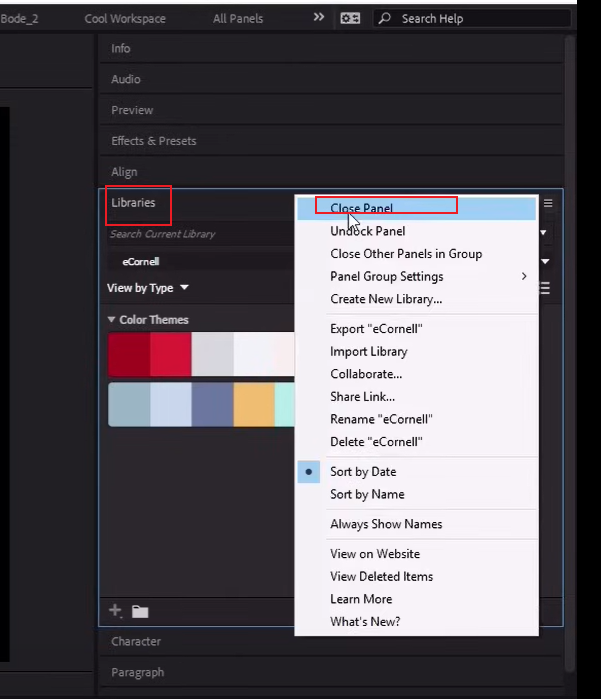 Bode_2 Cool Workspace All Panels Search Help
Info
Audio
Preview
Effects & Presets
Align
Libraries
Search Current Library
eCornell
View by Type
Color Themes
Close Panel
Undock Panel
Close Other Panels in Group
Panel Group Settings
Create New Library...
Export "eCornell"
Import Library
Collaborate...
Share Link...
Rename "eCornell"
Delete "eCornell"
Sort by Date
Sort by Name
Always Show Names
View on Website
View Deleted Items
Learn More
What's New?
Character
Paragraph